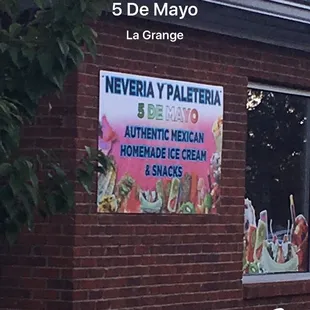 5 De Mayo
La Grange
NEVERIA Y PALETERIA
5 DE MAYO
AUTHENTIC MEXICAN
HOMEMADE ICE CREAM
& SNACKS